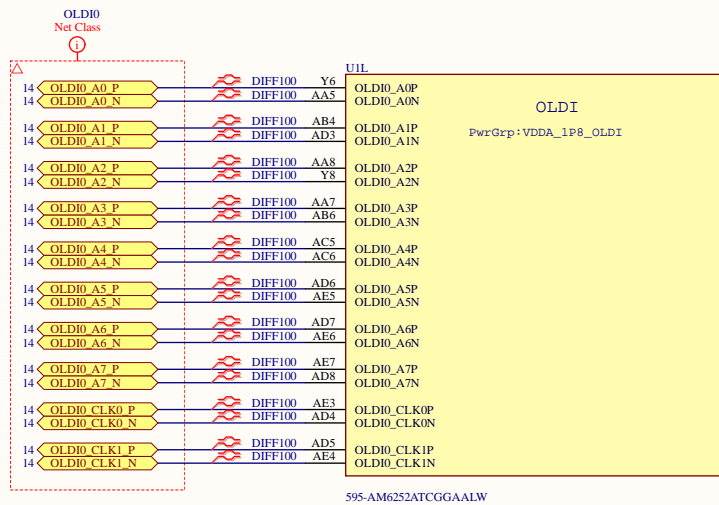 OLDI0
Net Class
i
U1L
14 OLDI0_A0_P DIFF100 Y6 OLDI0_A0P
14 OLDI0_A0_N DIFF100 AA5 OLDI0_A0N
OLDI
14 OLDI0_A1_P DIFF100 AB4 OLDI0_A1P
PwrGrp:VDDA_1P8_OLDI
14 OLDI0_A1_N DIFF100 AD3 OLDI0_A1N
14 OLDI0_A2_P DIFF100 AA8 OLDI0_A2P
14 OLDI0_A2_N DIFF100 Y8 OLDI0_A2N
14 OLDI0_A3_P DIFF100 AA7 OLDI0_A3P
14 OLDI0_A3_N DIFF100 AB6 OLDI0_A3N
14 OLDI0_A4_P DIFF100 AC5 OLDI0_A4P
14 OLDI0_A4_N DIFF100 AC6 OLDI0_A4N
14 OLDI0_A5_P DIFF100 AD6 OLDI0_A5P
14 OLDI0_A5_N DIFF100 AE5 OLDI0_A5N
14 OLDI0_A6_P DIFF100 AD7 OLDI0_A6P
14 OLDI0_A6_N DIFF100 AE6 OLDI0_A6N
14 OLDI0_A7_P DIFF100 AE7 OLDI0_A7P
14 OLDI0_A7_N DIFF100 AD8 OLDI0_A7N
14 OLDI0_CLK0_P DIFF100 AE3 OLDI0_CLK0P
14 OLDI0_CLK0_N DIFF100 AD4 OLDI0_CLK0N
14 OLDI0_CLK1_P DIFF100 AD5 OLDI0_CLK1P
14 OLDI0_CLK1_N DIFF100 AE4 OLDI0_CLK1N
595-AM6252ATCGGAALW